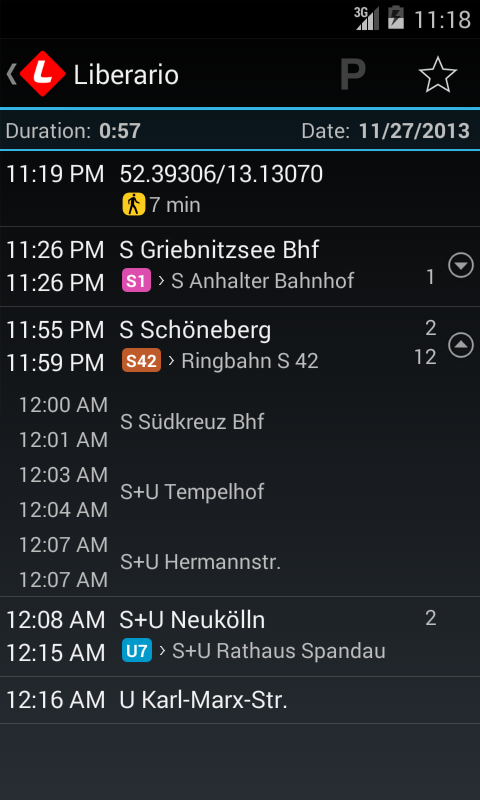 3G 11:18
L Liberario P
Duration: 0:57 Date: 11/27/2013
11:19 PM 52.39306/13.13070
7 min
11:26 PM S Griebnitzsee Bhf
11:26 PM S1 › S Anhalter Bahnhof 1
11:55 PM S Schöneberg 2
11:59 PM S42 › Ringbahn S 42 12
12:00 AM
S Südkreuz Bhf
12:01 AM
12:03 AM
S+U Tempelhof
12:04 AM
12:07 AM
S+U Hermannstr.
12:07 AM
12:08 AM S+U Neukölln 2
12:15 AM U7 › S+U Rathaus Spandau
12:16 AM U Karl-Marx-Str.